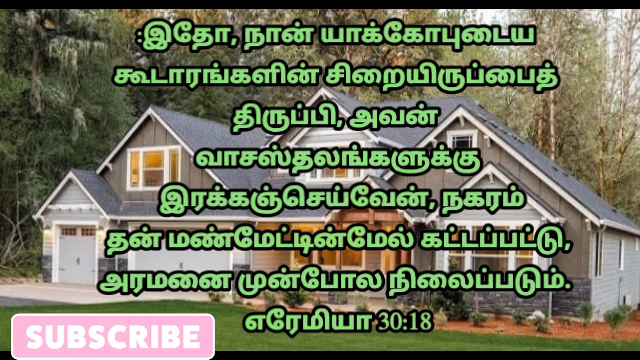 :இதோ, நான் யாக்கோபுடைய
கூடாரங்களின் சிறையிருப்பைத்
திருப்பி, அவன்
வாசஸ்தலங்களுக்கு
இரக்கஞ்செய்வேன், நகரம்
தன் மண்மேட்டின்மேல் கட்டப்பட்டு,
அரமனை முன்போல நிலைப்படும்.
எரேமியா 30:18
SUBSCRIBE